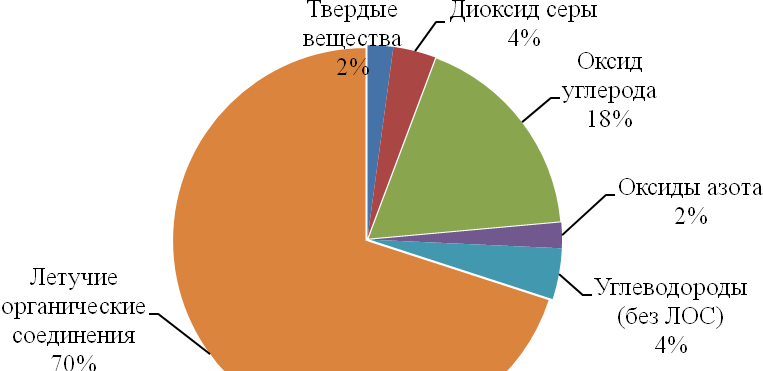 Твердые
вещества
2%
Диоксид серы
4%
Оксид
углерода
18%
Оксиды азота
2%
Углеводороды
(без ЛОС)
4%
Летучие
органические
соединения
70%